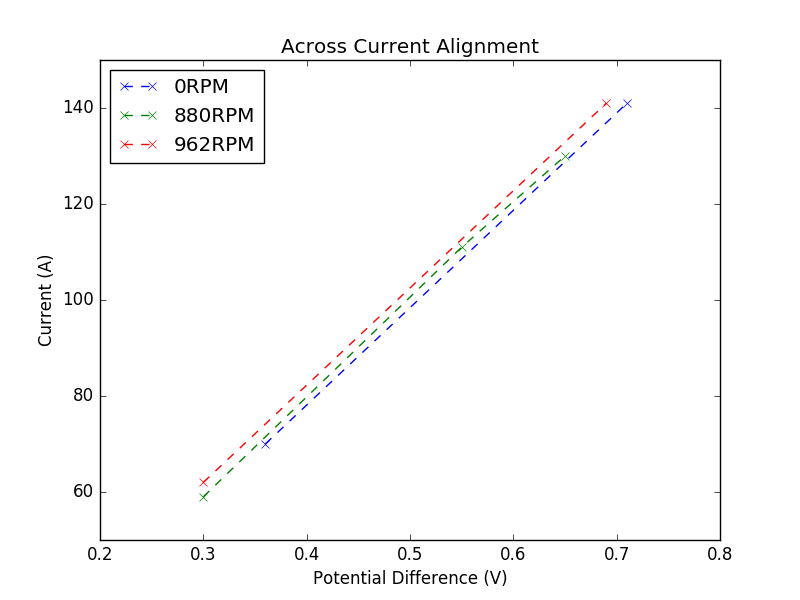 Across Current Alignment
0RPM
880RPM
962RPM
140
120
100
80
60
Current (A)
0.2 0.3 0.4 0.5 0.6 0.7 0.8
Potential Difference (V)